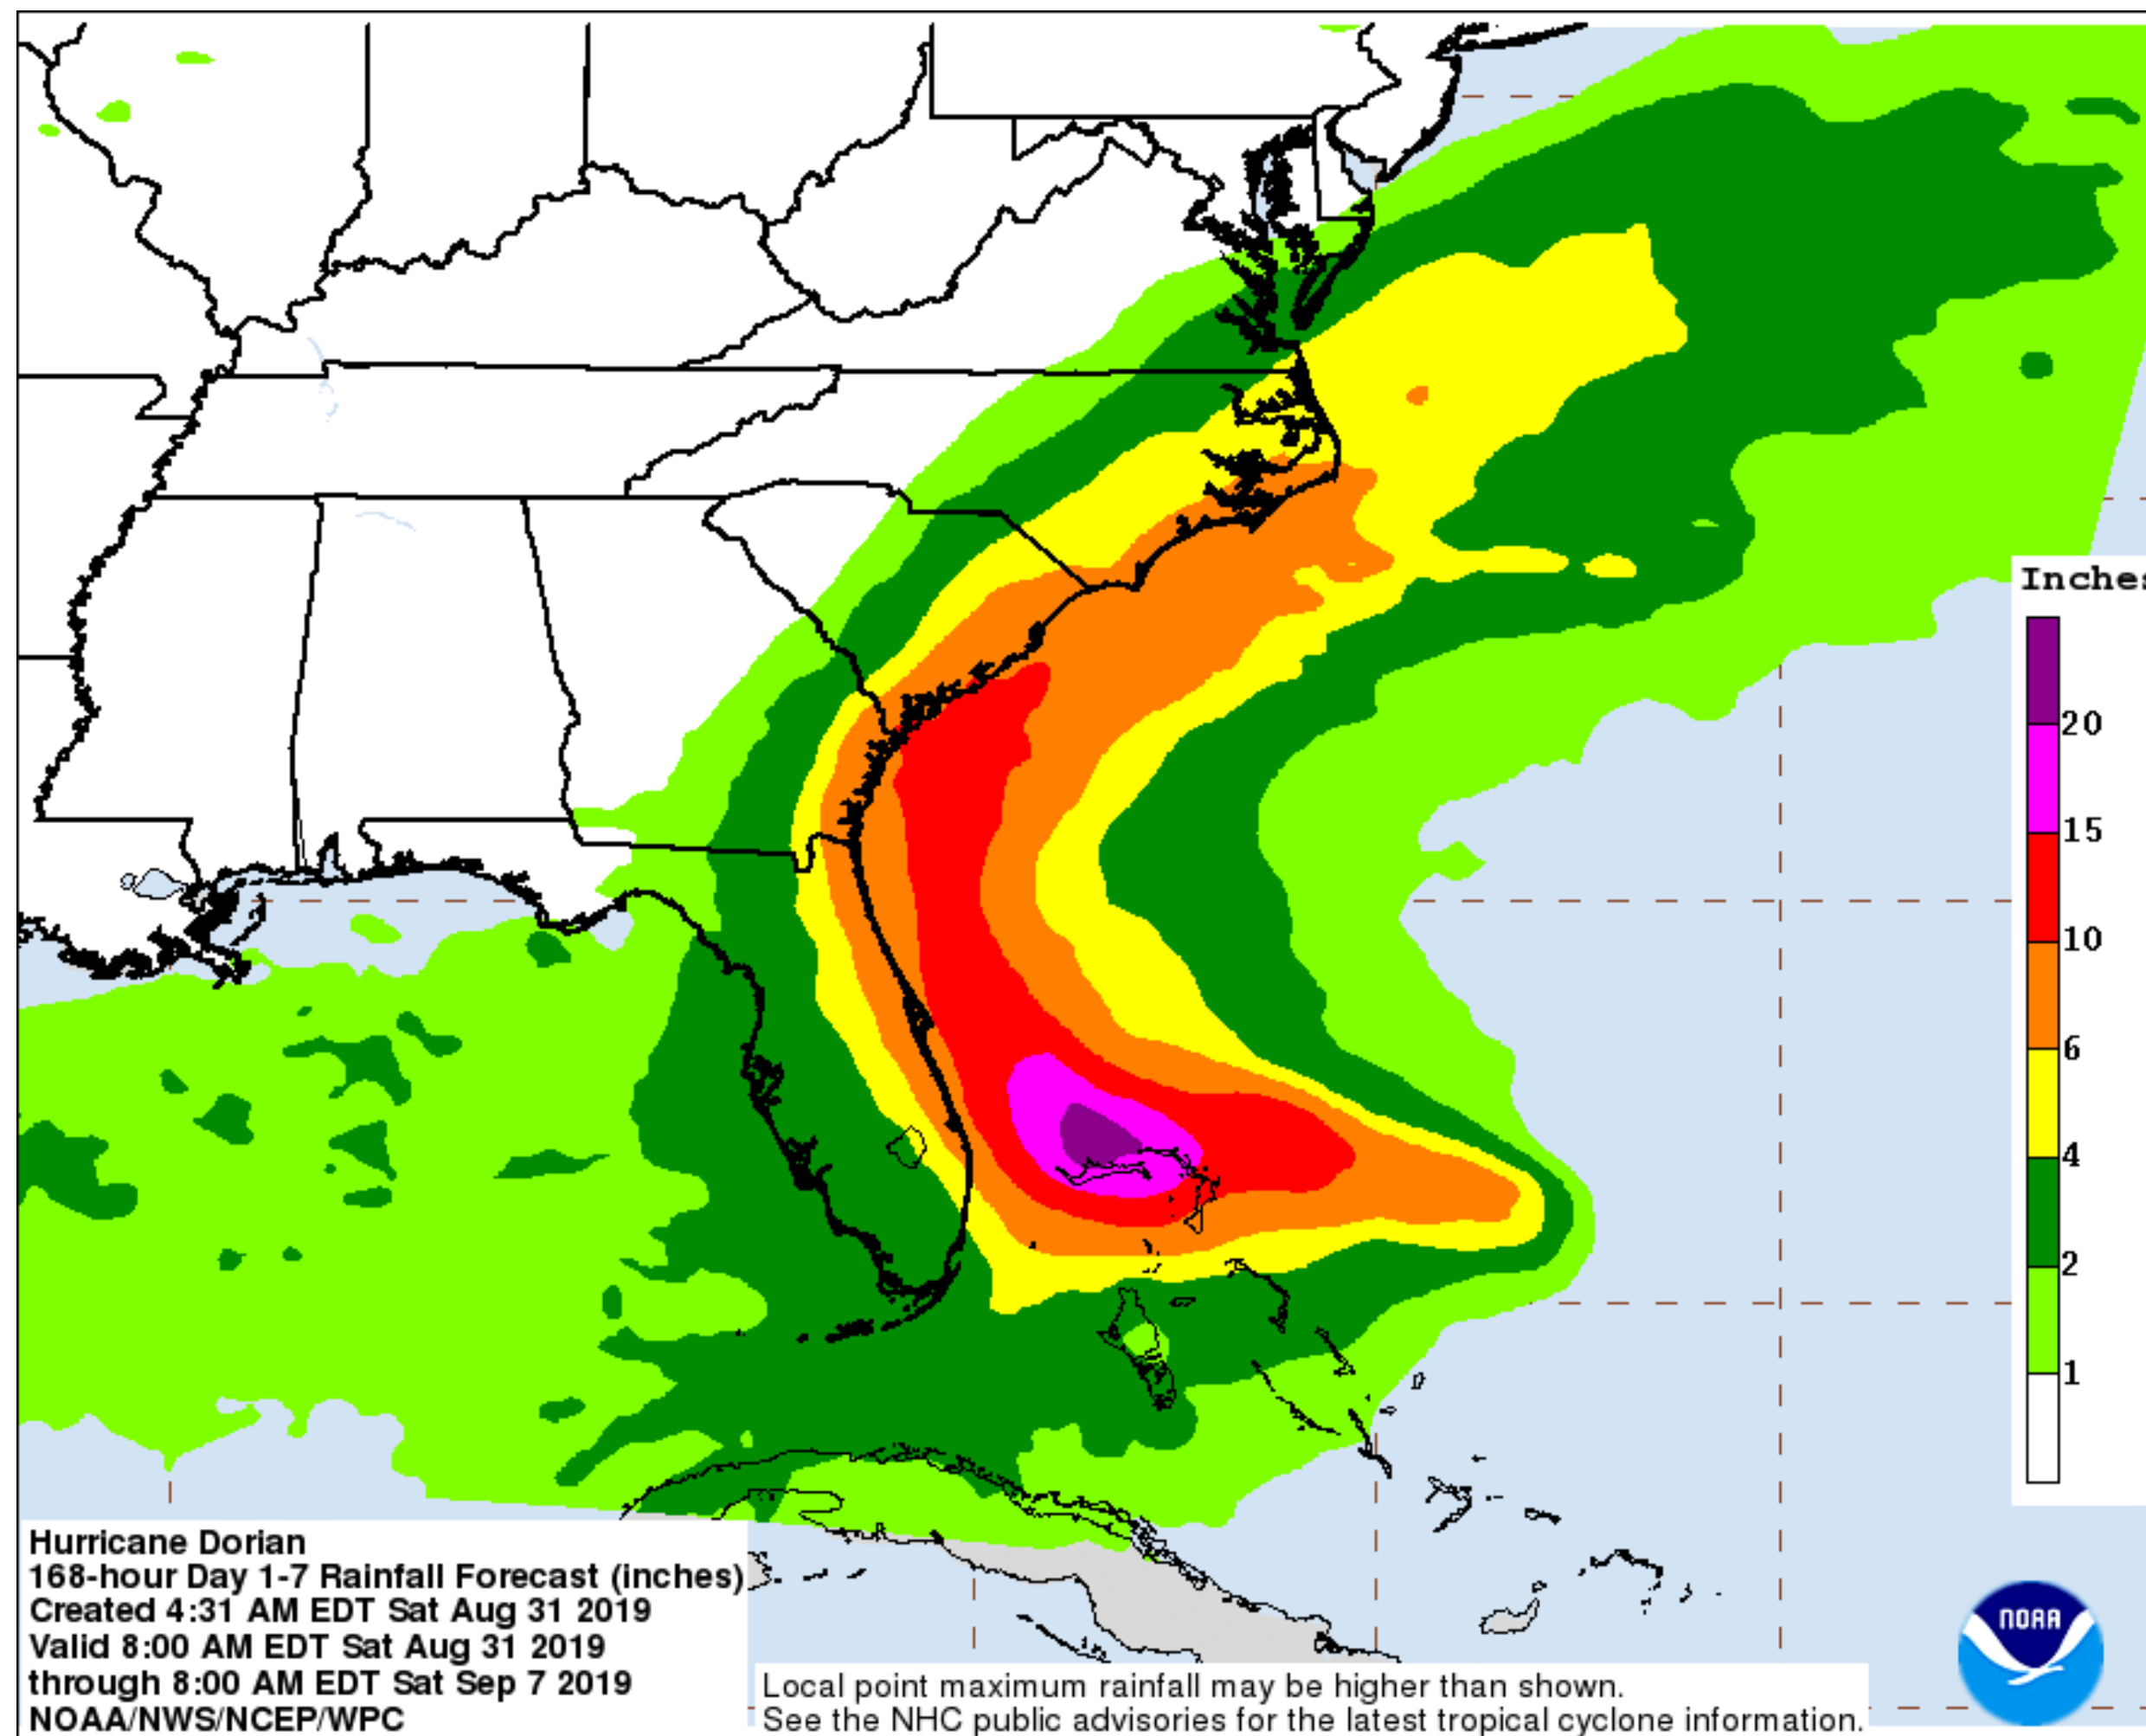 Inches
20
15
10
6
4
2
1
Hurricane Dorian
168-hour Day 1-7 Rainfall Forecast (inches)
Created 4:31 AM EDT Sat Aug 31 2019
Valid 8:00 AM EDT Sat Aug 31 2019
through 8:00 AM EDT Sat Sep 7 2019
NOAA/NWS/NCEP/WPC
Local point maximum rainfall may be higher than shown.
See the NHC public advisories for the latest tropical cyclone information.
NOAA